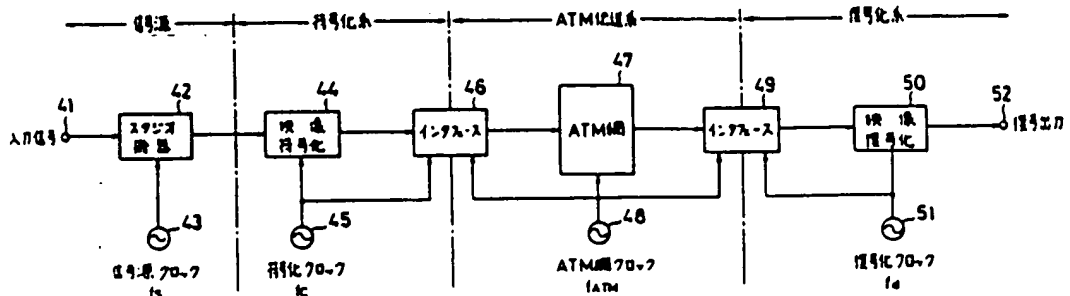 信号源
符号化系
ATM伝送系
復号化系
41
42
44
46
47
49
50
52
入力信号
スタジオ
機器
映像
符号化
インタフェース
ATM網
インタフェース
映像
復号化
復号出力
43
45
48
51
信号源クロック
fs
符号化クロック
fc
ATM網クロック
fATM
復号化クロック
fd